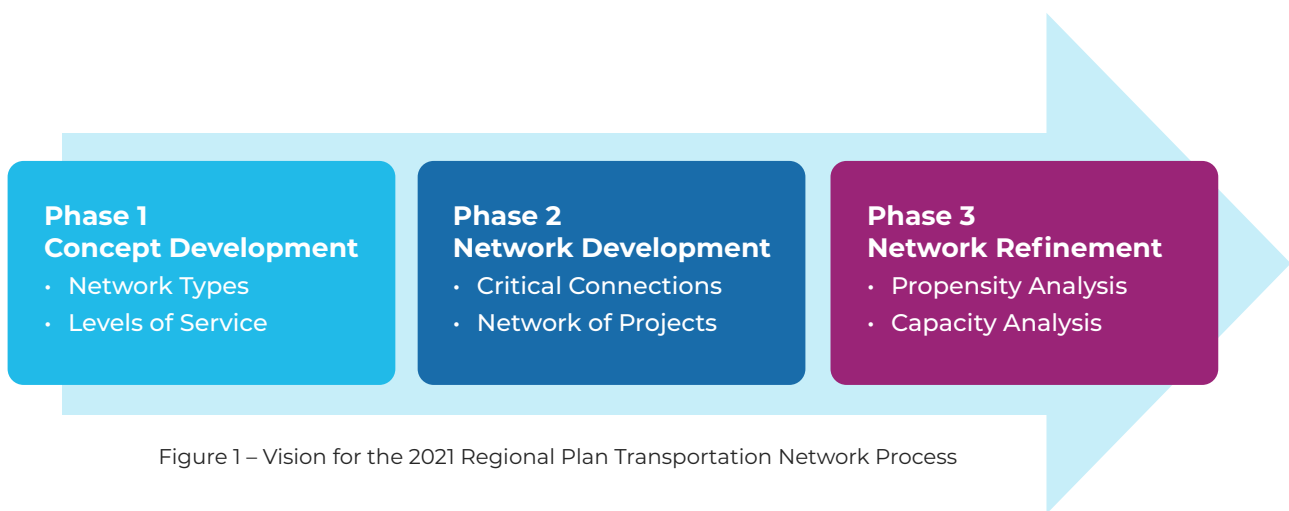 Phase 1
Concept Development
• Network Types
• Levels of Service
Phase 2
Network Development
• Critical Connections
• Network of Projects
Phase 3
Network Refinement
• Propensity Analysis
• Capacity Analysis
Figure 1 – Vision for the 2021 Regional Plan Transportation Network Process